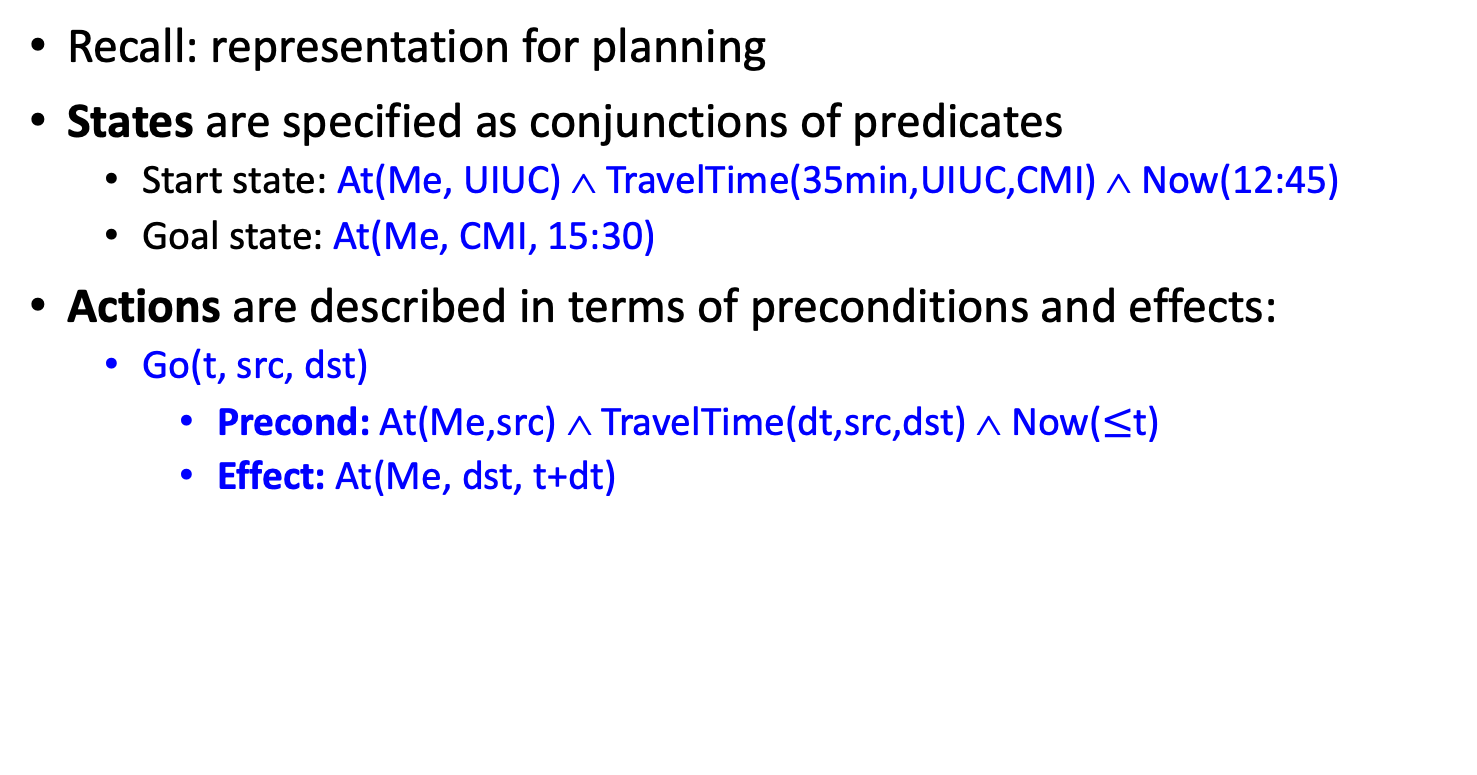 • Recall: representation for planning
• States are specified as conjunctions of predicates
• Start state: At(Me, UIUC) ∧ TravelTime(35min,UIUC,CMI) ∧ Now(12:45)
• Goal state: At(Me, CMI, 15:30)
• Actions are described in terms of preconditions and effects:
• Go(t, src, dst)
• Precond: At(Me,src) ∧ TravelTime(dt,src,dst) ∧ Now(≤t)
• Effect: At(Me, dst, t+dt)